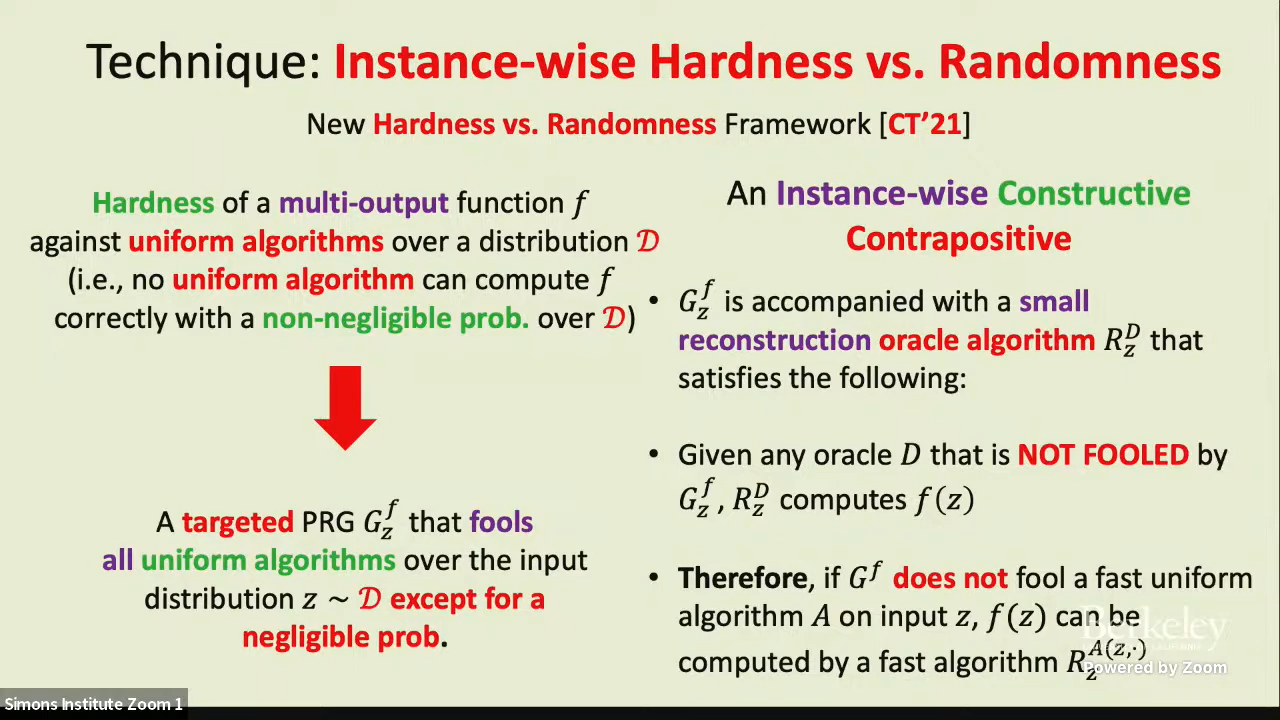 Technique: Instance-wise Hardness vs. Randomness
New Hardness vs. Randomness Framework [CT'21]
Hardness of a multi-output function f
against uniform algorithms over a distribution 𝒟
(i.e., no uniform algorithm can compute f
correctly with a non-negligible prob. over 𝒟)
A targeted PRG G_z^f that fools
all uniform algorithms over the input
distribution z ~ 𝒟 except for a
negligible prob.
An Instance-wise Constructive
Contrapositive
• G_z^f is accompanied with a small
reconstruction oracle algorithm R_z^D that
satisfies the following:
• Given any oracle D that is NOT FOOLED by
G_z^f, R_z^D computes f(z)
• Therefore, if G^f does not fool a fast uniform
algorithm A on input z, f(z) can be
computed by a fast algorithm R_z^{A(z,·)}
Berkeley
Powered by Zoom
Simons Institute Zoom 1